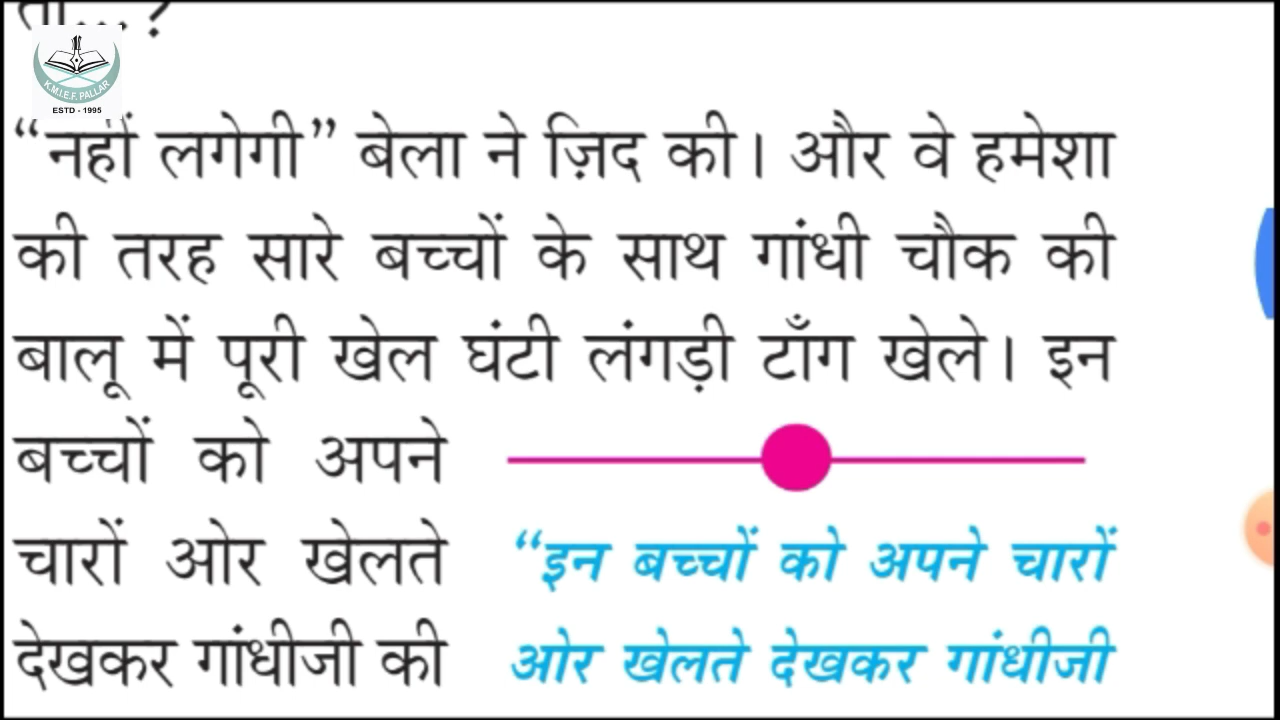 K.M.I.E.F. PALLAR
ESTD - 1995
“नहीं लगेगी” बेला ने ज़िद की। और वे हमेशा
की तरह सारे बच्चों के साथ गांधी चौक की
बालू में पूरी खेल घंटी लंगड़ी टाँग खेले। इन
बच्चों को अपने
चारों ओर खेलते
देखकर गांधीजी की
“इन बच्चों को अपने चारों
ओर खेलते देखकर गांधीजी